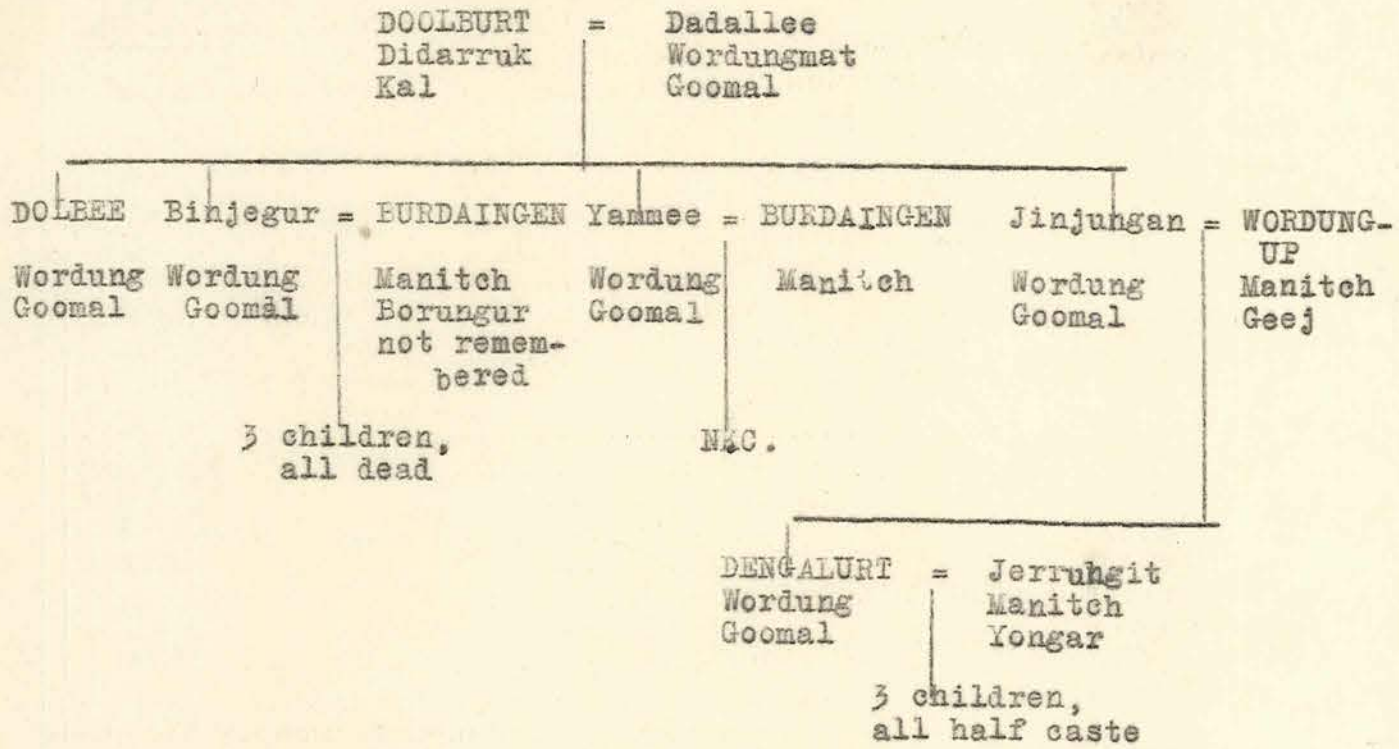 DOOLBURT = Dadallee
Didarruk Wordungmat
Kal Goomal
DOLBEE Binjegur = BURDAINGEN Yammee = BURDAINGEN Jinjungan = WORDUNG-
UP
Wordung Wordung Manitch Wordung Manitch Wordung Manitch
Goomal Goomal Borungur Goomal Goomal Geej
not remem-
bered
3 children, N.C.
all dead
DENGALURT = Jerruhgit
Wordung Manitch
Goomal Yongar
3 children,
all half caste